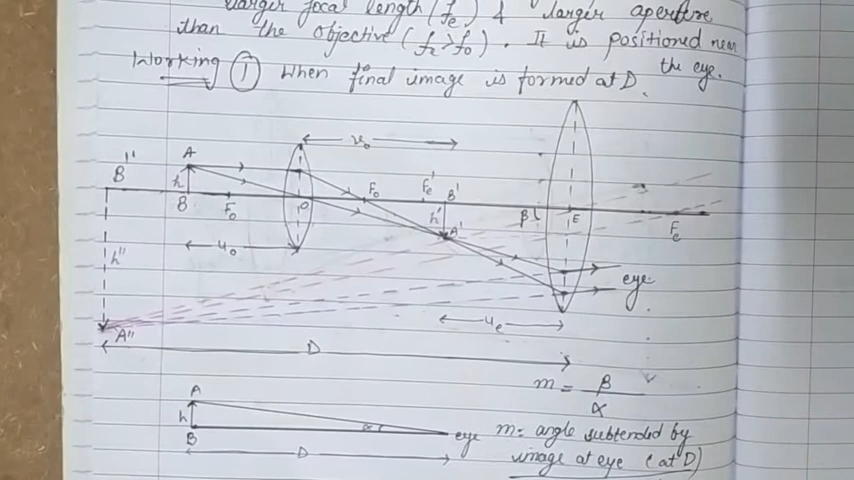 larger focal length (fe) & larger aperture
than the objective (fe > fo). It is positioned near
the eye.
Working ① When final image is formed at D.
vo
A
B'' h Fo Fe' B'
B Fo O h' β E Fe
A'
uo
h''
eye
A'' ue
D
m = β
α
A
h
B α eye m = angle subtended by
D image at eye (at D)